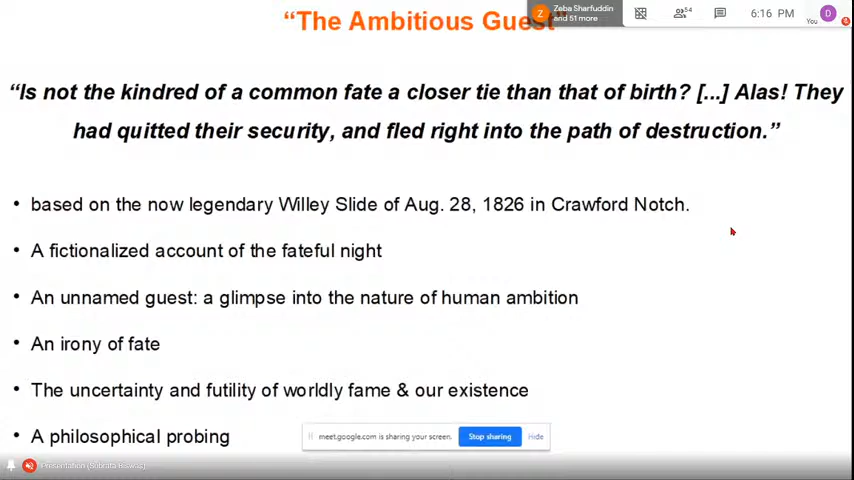 “The Ambitious Guest”
Zeba Sharfuddin
and 51 more
54
6:16 PM
D
You
Z
“Is not the kindred of a common fate a closer tie than that of birth? [...] Alas! They
had quitted their security, and fled right into the path of destruction.”
• based on the now legendary Willey Slide of Aug. 28, 1826 in Crawford Notch.
• A fictionalized account of the fateful night
• An unnamed guest: a glimpse into the nature of human ambition
• An irony of fate
• The uncertainty and futility of worldly fame & our existence
• A philosophical probing
meet.google.com is sharing your screen.
Stop sharing
Hide
Presentation (Subrata Biswas)